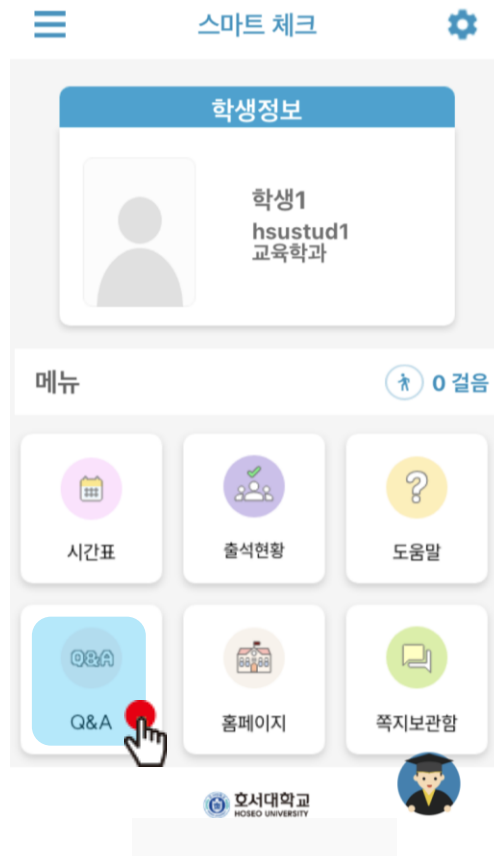 스마트 체크
학생정보
학생1
hsustud1
교육학과
메뉴
0 걸음
시간표
출석현황
도움말
Q&A
Q&A
홈페이지
쪽지보관함
호서대학교
HOSEO UNIVERSITY